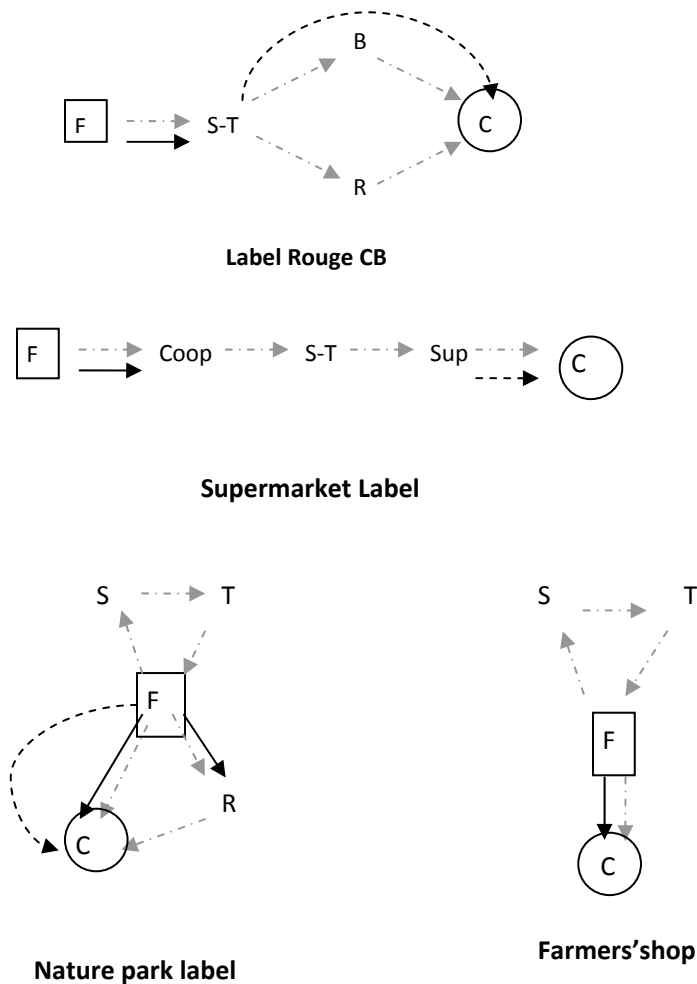 B
F
S-T
C
R
Label Rouge CB
F
Coop
S-T
Sup
C
Supermarket Label
S
T
F
R
C
Nature park label
S
T
F
C
Farmers'shop